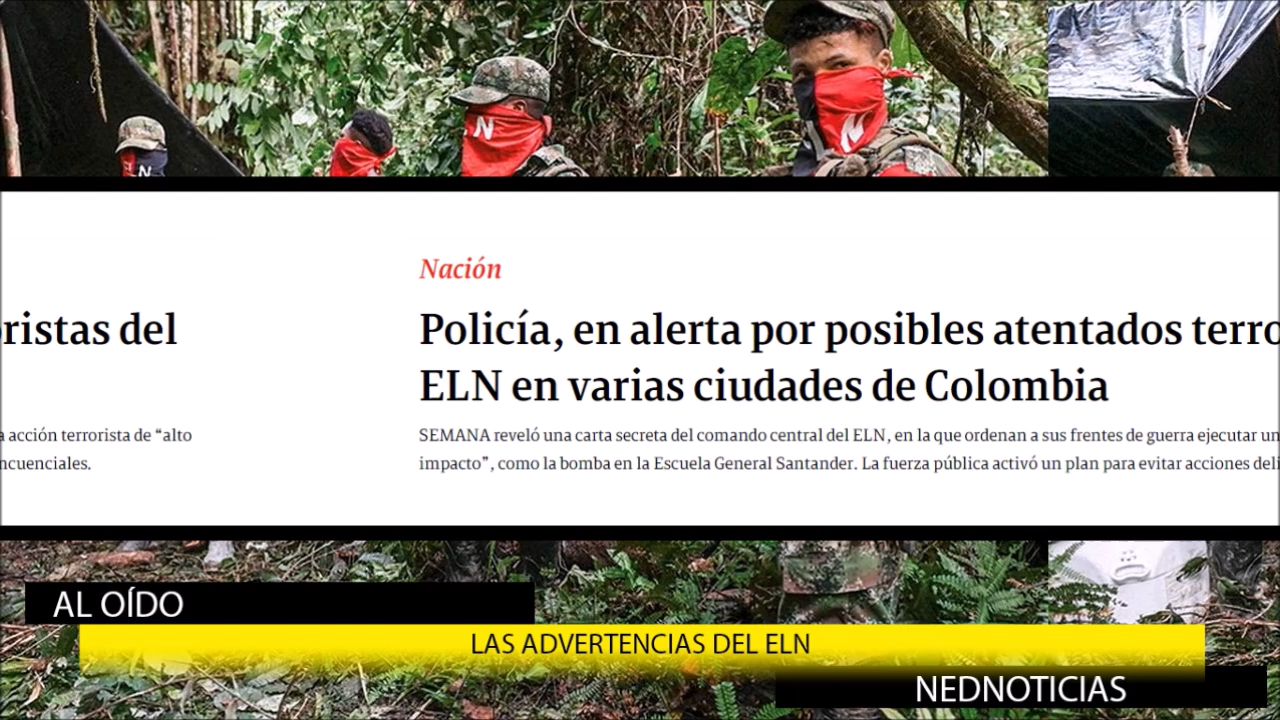 N
N
N
Nación
oristas del
Policía, en alerta por posibles atentados terro
ELN en varias ciudades de Colombia
a acción terrorista de “alto
SEMANA reveló una carta secreta del comando central del ELN, en la que ordenan a sus frentes de guerra ejecutar un
ncuenciales.
impacto”, como la bomba en la Escuela General Santander. La fuerza pública activó un plan para evitar acciones deli
AL OÍDO
LAS ADVERTENCIAS DEL ELN
NEDNOTICIAS